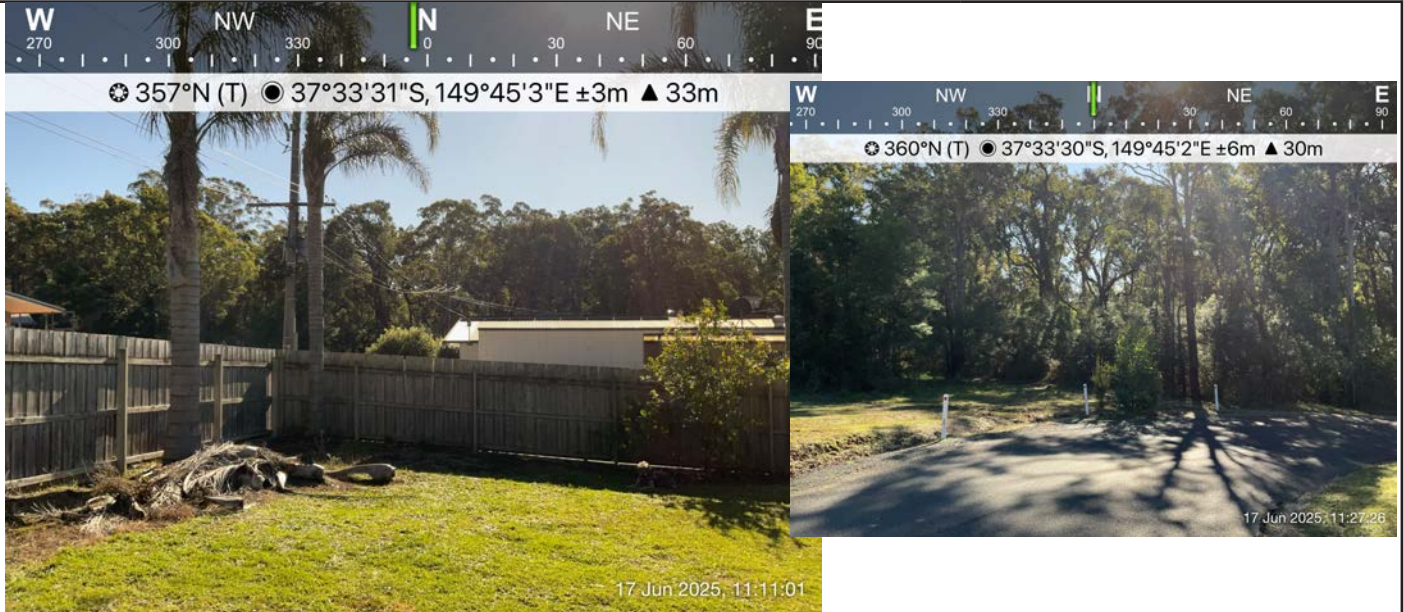 W NW N NE E
270 300 330 0 30 60 90
357°N (T) 37°33'31"S, 149°45'3"E ±3m ▲ 33m
17 Jun 2025, 11:11:01
W NW NE E
270 300 330 30 60 90
360°N (T) 37°33'30"S, 149°45'2"E ±6m ▲ 30m
17 Jun 2025, 11:27:26